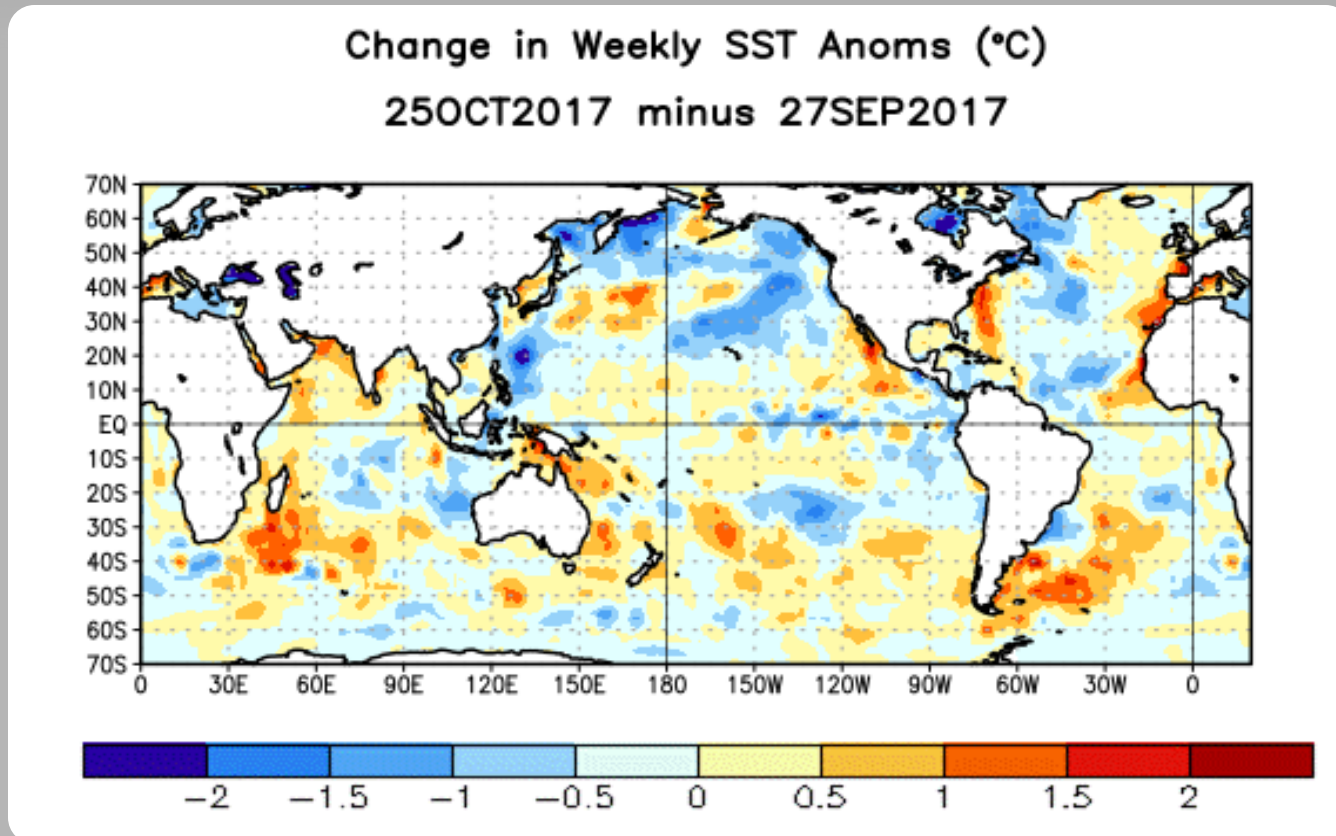 Change in Weekly SST Anoms (°C)
25OCT2017 minus 27SEP2017
70N
60N
50N
40N
30N
20N
10N
EQ
10S
20S
30S
40S
50S
60S
70S
0 30E 60E 90E 120E 150E 180 150W 120W 90W 60W 30W 0
−2 −1.5 −1 −0.5 0 0.5 1 1.5 2